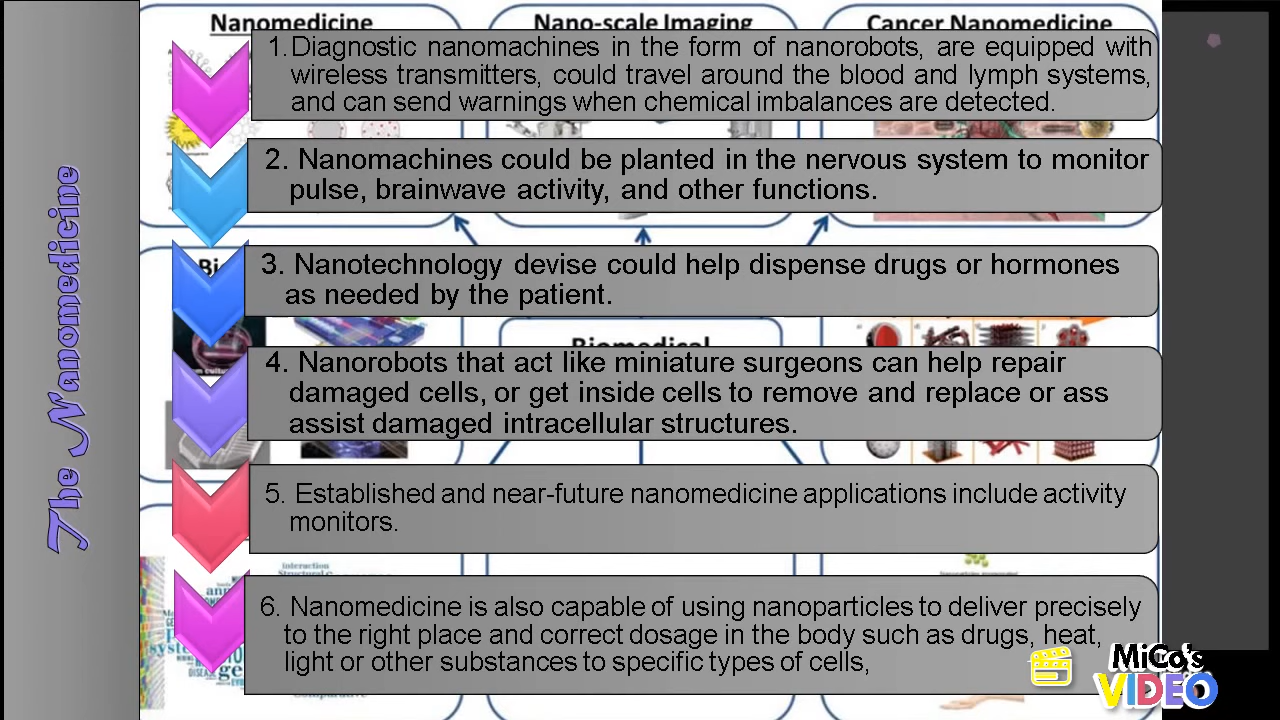 The Nanomedicine
Nanomedicine
Nano-scale Imaging
Cancer Nanomedicine
1. Diagnostic nanomachines in the form of nanorobots, are equipped with
wireless transmitters, could travel around the blood and lymph systems,
and can send warnings when chemical imbalances are detected.
2. Nanomachines could be planted in the nervous system to monitor
pulse, brainwave activity, and other functions.
3. Nanotechnology devise could help dispense drugs or hormones
as needed by the patient.
Biomedical
4. Nanorobots that act like miniature surgeons can help repair
damaged cells, or get inside cells to remove and replace or ass
assist damaged intracellular structures.
5. Established and near-future nanomedicine applications include activity
monitors.
interaction
6. Nanomedicine is also capable of using nanoparticles to deliver precisely
to the right place and correct dosage in the body such as drugs, heat,
light or other substances to specific types of cells,
MiCo's
VIDEO